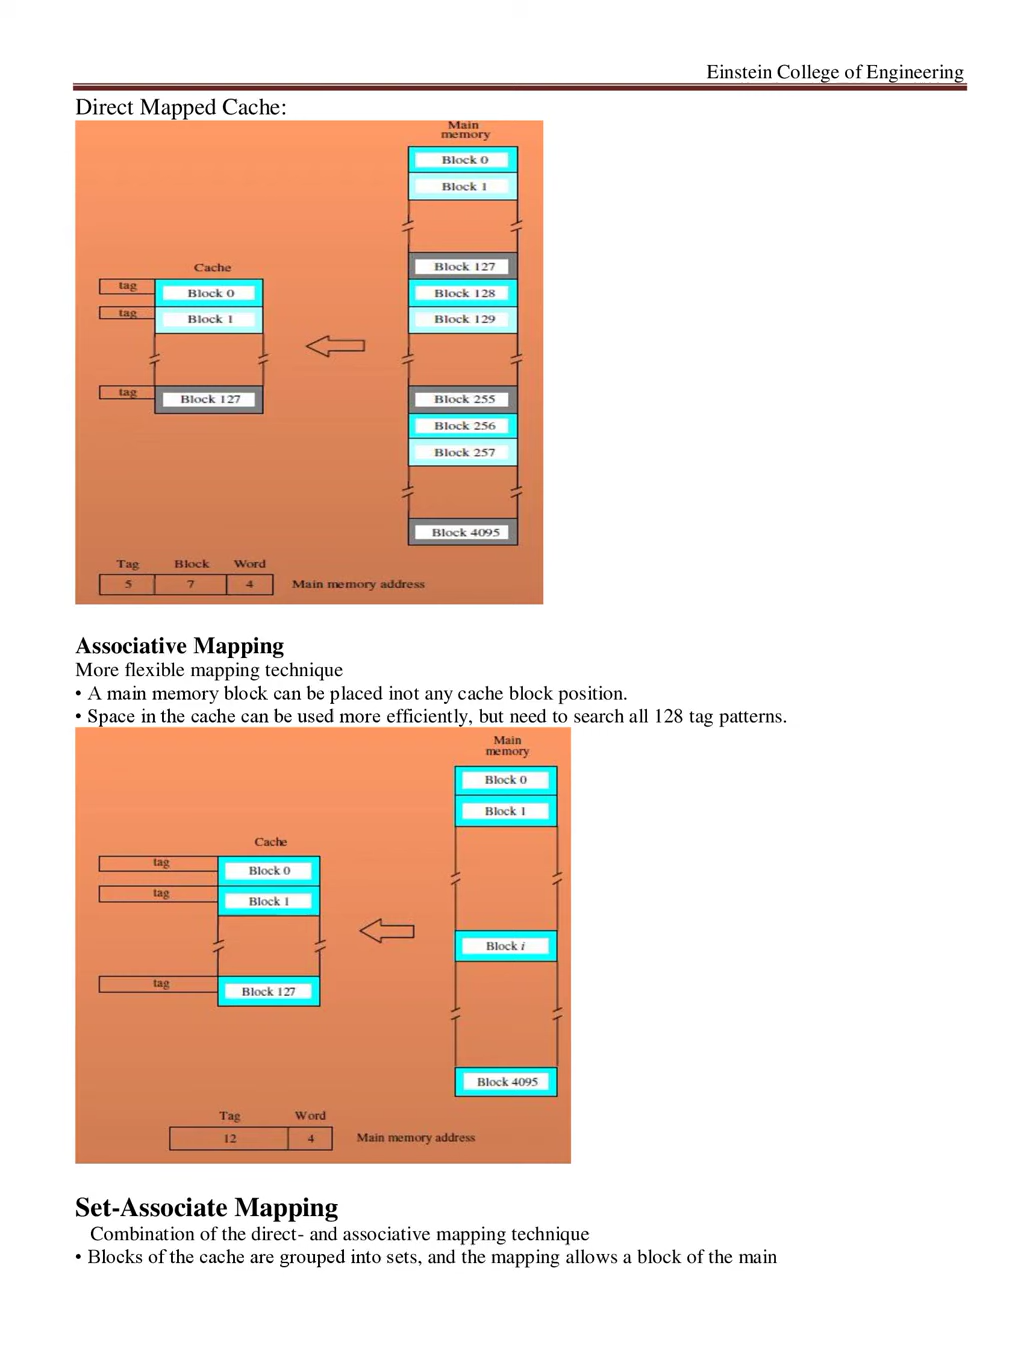 Einstein College of Engineering
Direct Mapped Cache:
Main
memory
Block 0
Block 1
Block 127
Block 128
Block 129
Block 255
Block 256
Block 257
Block 4095
Cache
tag
Block 0
tag
Block 1
tag
Block 127
Tag Block Word
5 7 4 Main memory address
Associative Mapping
More flexible mapping technique
• A main memory block can be placed inot any cache block position.
• Space in the cache can be used more efficiently, but need to search all 128 tag patterns.
Main
memory
Block 0
Block 1
Block i
Block 4095
Cache
tag
Block 0
tag
Block 1
tag
Block 127
Tag Word
12 4 Main memory address
Set-Associate Mapping
Combination of the direct- and associative mapping technique
• Blocks of the cache are grouped into sets, and the mapping allows a block of the main